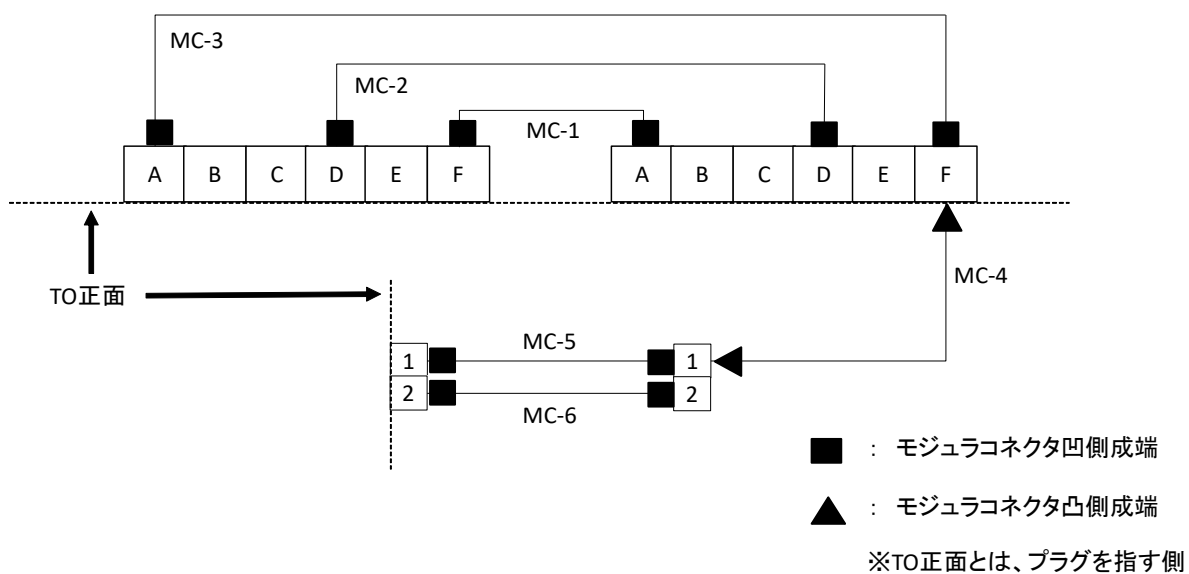 MC-3
MC-2
MC-1
A B C D E F
A B C D E F
MC-4
TO正面
MC-5
1
1
2
2
MC-6
： モジュラコネクタ凹側成端
： モジュラコネクタ凸側成端
※TO正面とは、プラグを指す側